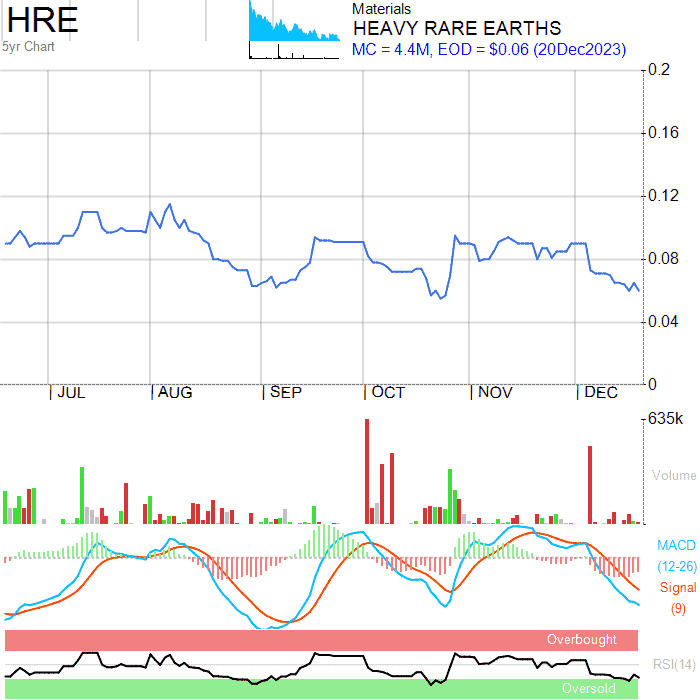 HRE
5yr Chart
Materials
HEAVY RARE EARTHS
MC = 4.4M, EOD = $0.06 (20Dec2023)
0.2
0.16
0.12
0.08
0.04
0
JUL AUG SEP OCT NOV DEC
635k
Volume
MACD
(12-26)
Signal
(9)
Overbought
RSI(14)
Oversold